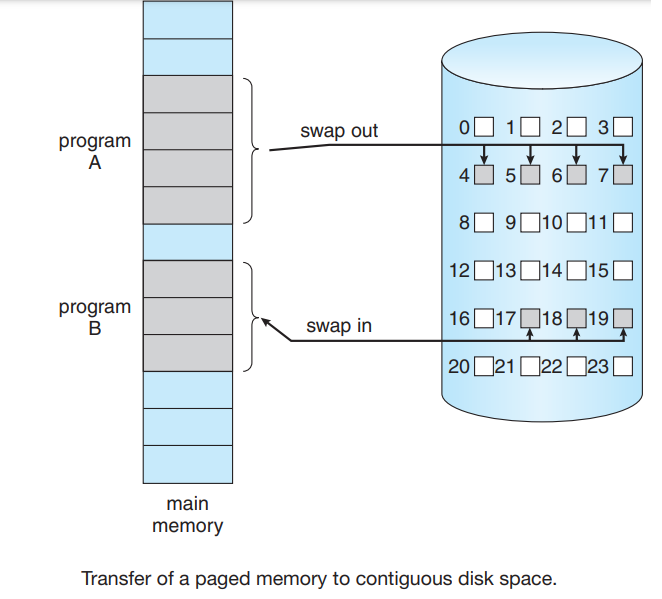 program
A
swap out
0 1 2 3
4 5 6 7
8 9 10 11
12 13 14 15
program
B
swap in
16 17 18 19
20 21 22 23
main
memory
Transfer of a paged memory to contiguous disk space.